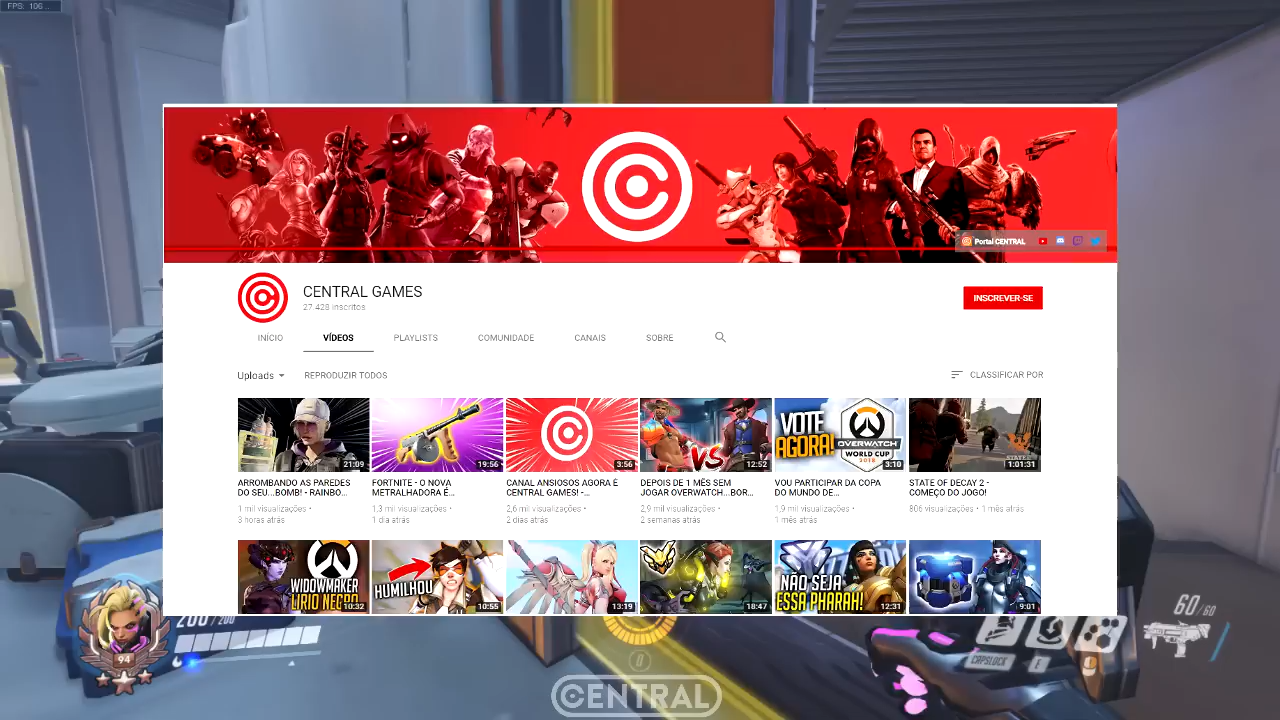 FPS: 106
Portal CENTRAL
CENTRAL GAMES
27.428 inscritos
INSCREVER-SE
INÍCIO VÍDEOS PLAYLISTS COMUNIDADE CANAIS SOBRE
Uploads REPRODUZIR TODOS CLASSIFICAR POR
21:09
19:56
3:56
VS
12:52
VOTE AGORA!
OVERWATCH
WORLD CUP
2018
3:10
STATE
1:01:31
ARROMBANDO AS PAREDES
DO SEU...BOMB! - RAINBO...
1 mil visualizações •
3 horas atrás
FORTNITE - O NOVA
METRALHADORA É...
1,3 mil visualizações •
1 dia atrás
CANAL ANSIOSOS AGORA É
CENTRAL GAMES! -...
2,6 mil visualizações •
2 dias atrás
DEPOIS DE 1 MÊS SEM
JOGAR OVERWATCH...BOR...
2,9 mil visualizações •
2 semanas atrás
VOU PARTICIPAR DA COPA
DO MUNDO DE...
1,9 mil visualizações •
1 mês atrás
STATE OF DECAY 2 -
COMEÇO DO JOGO!
806 visualizações • 1 mês atrás
WIDOWMAKER
LÍRIO NEGRO
10:32
HUMILHOU
10:55
13:19
18:47
NÃO SEJA
ESSA PHARAH!
12:31
9:01
200/200
94
0
CAPSLOCK
E
60/60
CENTRAL